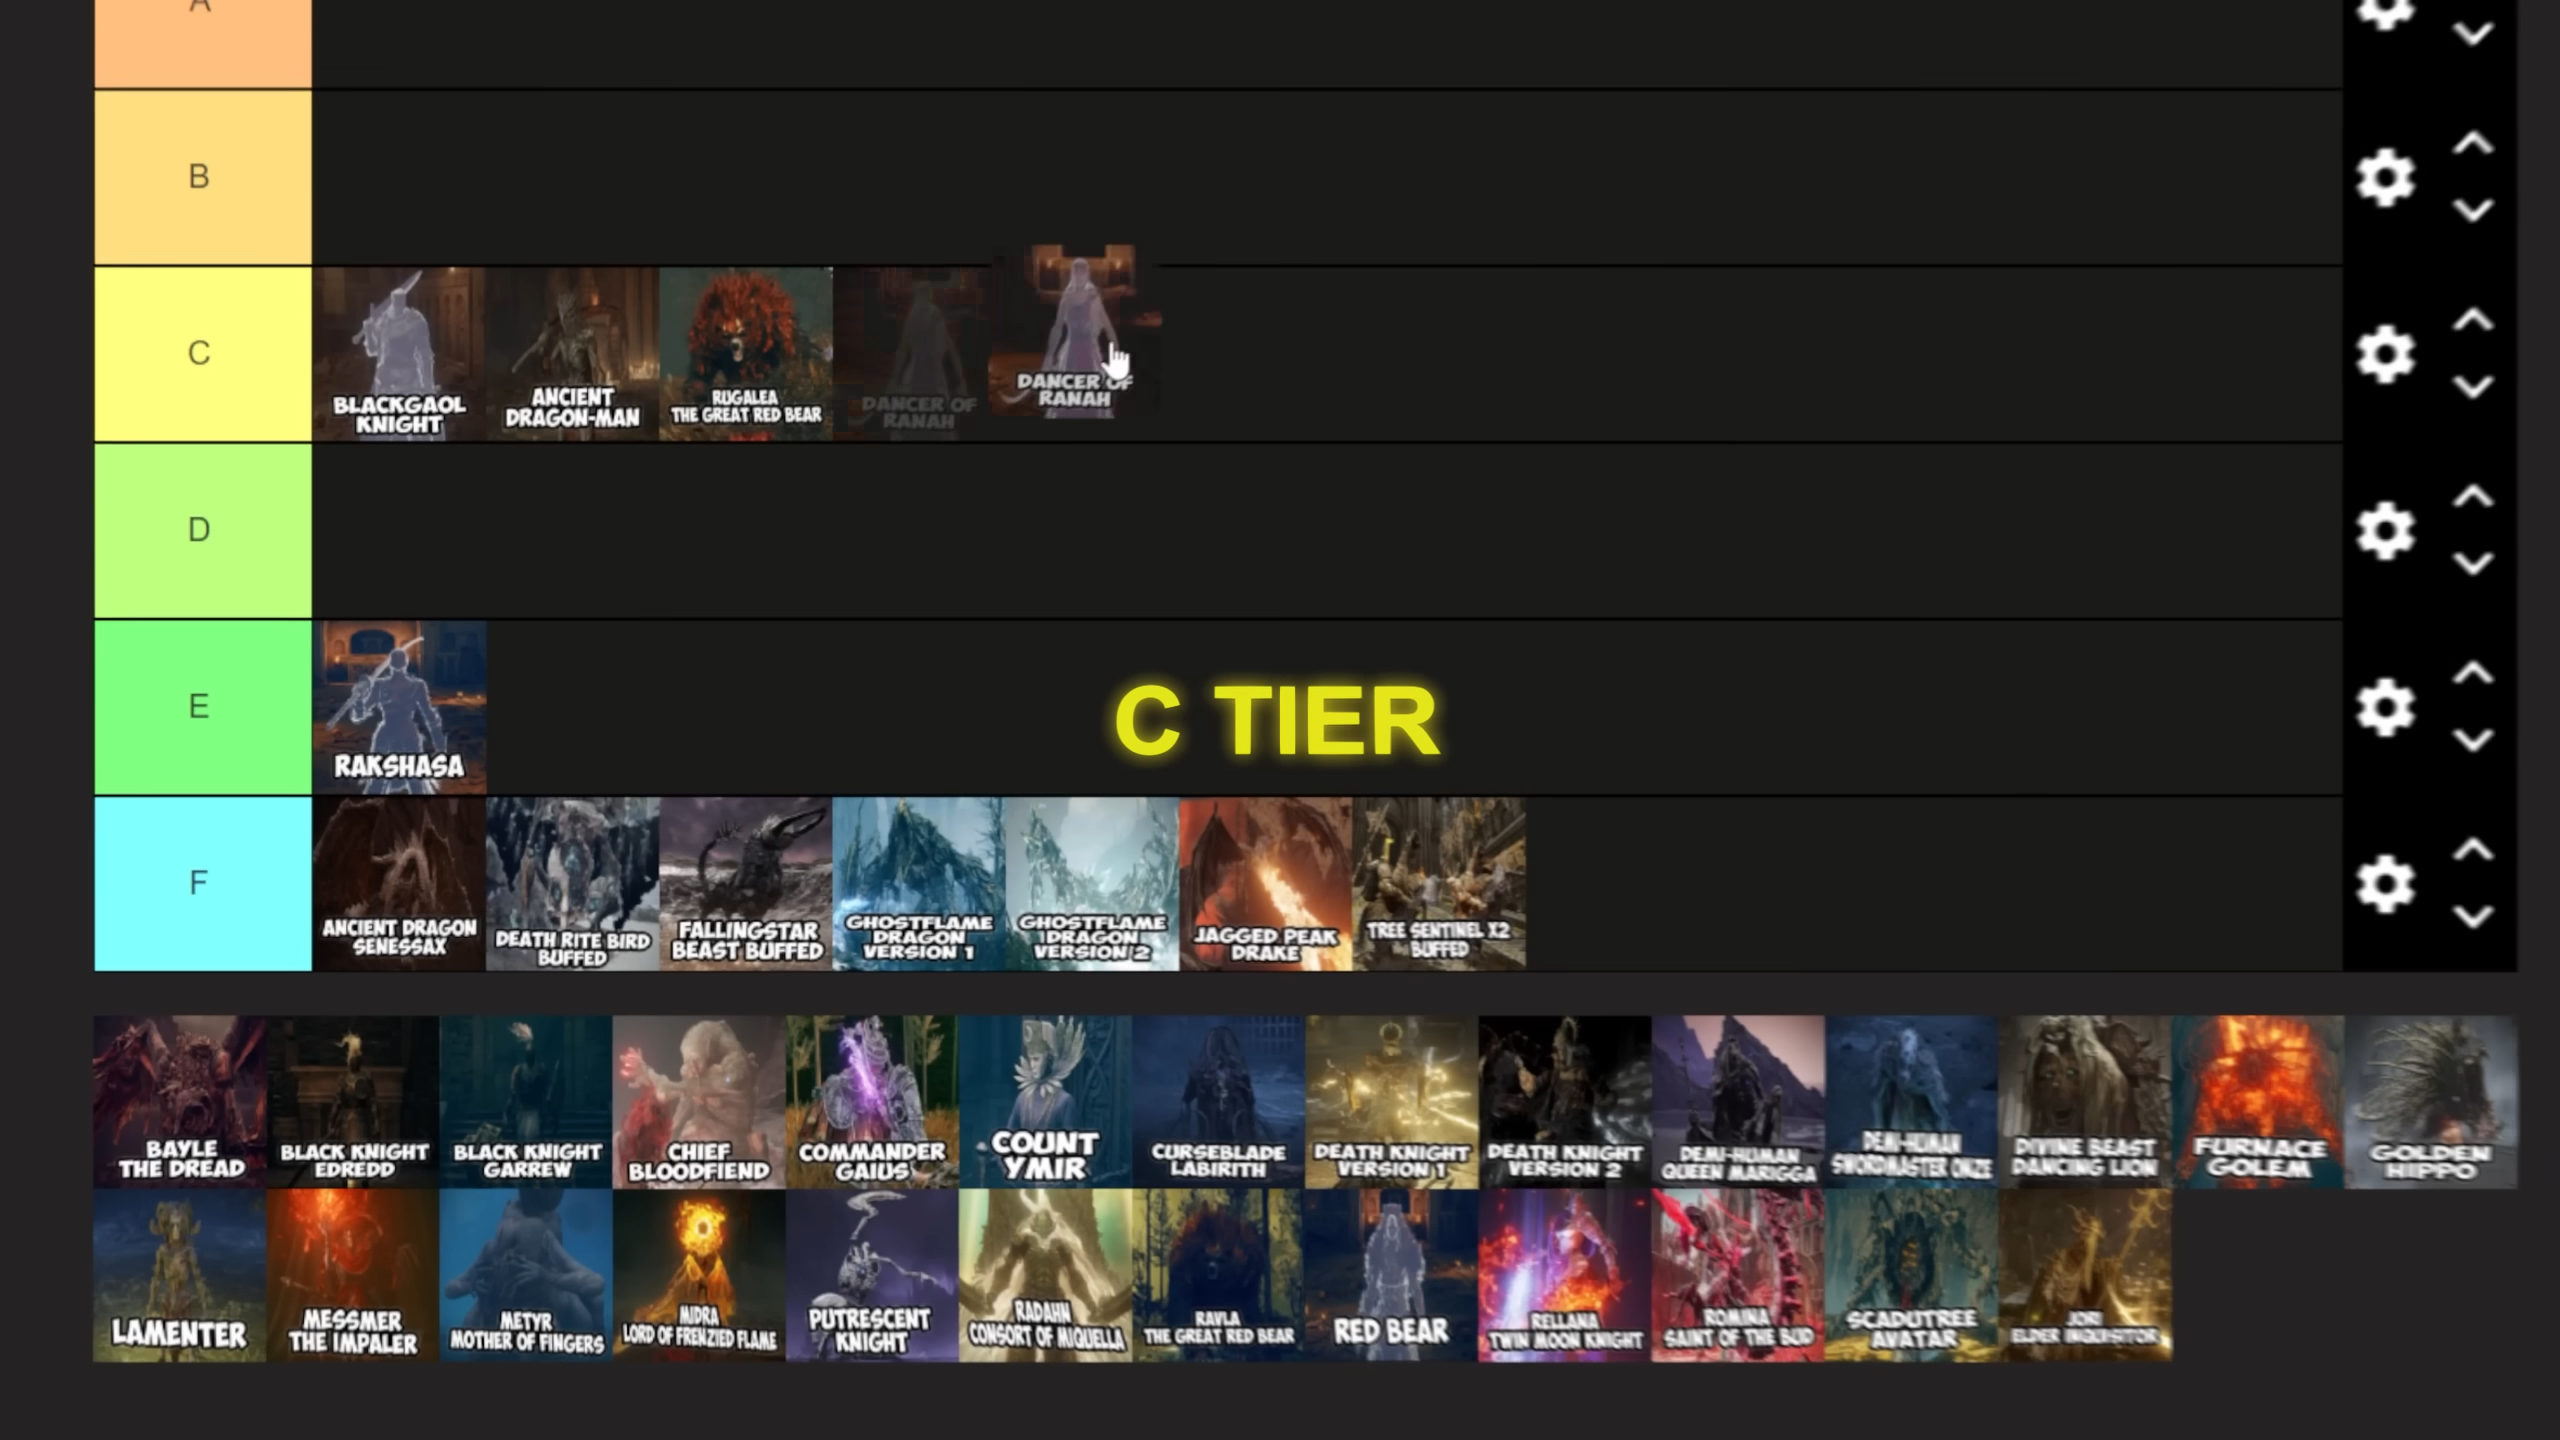 A
B
C
BLACKGAOL
KNIGHT
ANCIENT
DRAGON-MAN
RUGALEA
THE GREAT RED BEAR
DANCER OF
RANAH
DANCER OF
RANAH
D
E
RAKSHASA
C TIER
F
ANCIENT DRAGON
SENESSAX
DEATH RITE BIRD
BUFFED
FALLINGSTAR
BEAST BUFFED
GHOSTFLAME
DRAGON
VERSION 1
GHOSTFLAME
DRAGON
VERSION 2
JAGGED PEAK
DRAKE
TREE SENTINEL X2
BUFFED
BAYLE
THE DREAD
BLACK KNIGHT
EDREDD
BLACK KNIGHT
GARREW
CHIEF
BLOODFIEND
COMMANDER
GAIUS
COUNT
YMIR
CURSEBLADE
LABIRITH
DEATH KNIGHT
VERSION 1
DEATH KNIGHT
VERSION 2
DEMI-HUMAN
QUEEN MARIGGA
DEMI-HUMAN
SWORDMASTER ONZE
DIVINE BEAST
DANCING LION
FURNACE
GOLEM
GOLDEN
HIPPO
LAMENTER
MESSMER
THE IMPALER
METYR
MOTHER OF FINGERS
MIDRA
LORD OF FRENZIED FLAME
PUTRESCENT
KNIGHT
RADAHN
CONSORT OF MIQUELLA
RAVLA
THE GREAT RED BEAR
RED BEAR
RELLANA
TWIN MOON KNIGHT
ROMINA
SAINT OF THE BUD
SCADUTREE
AVATAR
JORI
ELDER INQUISITOR